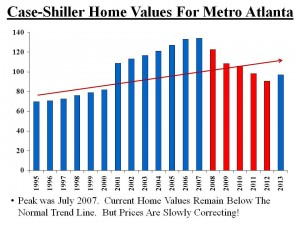 Case-Shiller Home Values For Metro Atlanta
140
120
100
80
60
40
20
0
1995 1996 1997 1998 1999 2000 2001 2002 2003 2004 2005 2006 2007 2008 2009 2010 2011 2012 2013
• Peak was July 2007. Current Home Values Remain Below The
Normal Trend Line. But Prices Are Slowly Correcting!